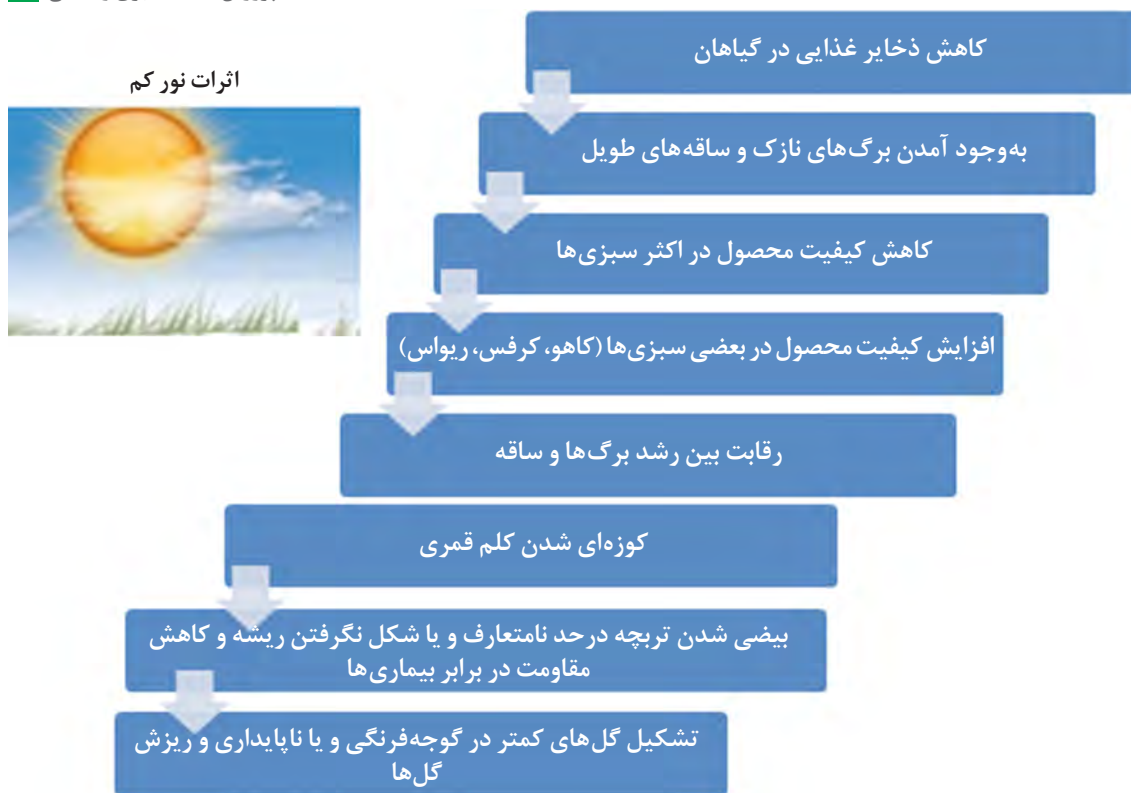 اثرات نور کم
کاهش ذخایر غذایی در گیاهان
به‌وجود آمدن برگ‌های نازک و ساقه‌های طویل
کاهش کیفیت محصول در اکثر سبزی‌ها
افزایش کیفیت محصول در بعضی سبزی‌ها (کاهو، کرفس، ریواس)
رقابت بین رشد برگ‌ها و ساقه
کوزه‌ای شدن کلم قمری
بیضی شدن تربچه درحد نامتعارف و یا شکل نگرفتن ریشه و کاهش
مقاومت در برابر بیماری‌ها
تشکیل گل‌های کمتر در گوجه‌فرنگی و یا ناپایداری و ریزش
گل‌ها